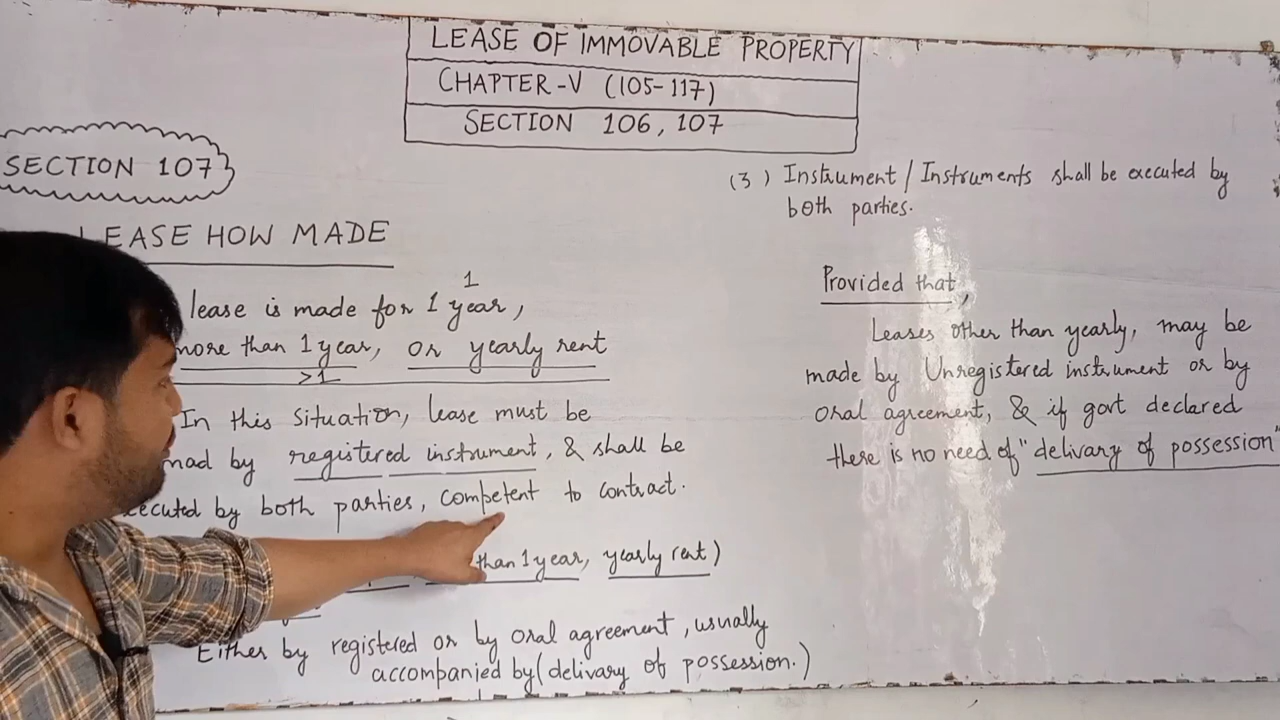 LEASE OF IMMOVABLE PROPERTY
CHAPTER-V (105-117)
SECTION 106, 107
SECTION 107
LEASE HOW MADE
1
lease is made for 1 year,
more than 1 year, or yearly rent
>1
In this situation, lease must be
mad by registered instrument, & shall be
ecuted by both parties, competent to contract.
than 1 year, yearly rent)
Either by registered or by oral agreement, usually
accompanied by (delivary of possession.)
(3) Instrument / Instruments shall be executed by
both parties.
Provided that,
Leases other than yearly, may be
made by Unregistered instrument or by
oral agreement, & if govt declared
there is no need of "delivary of possession"